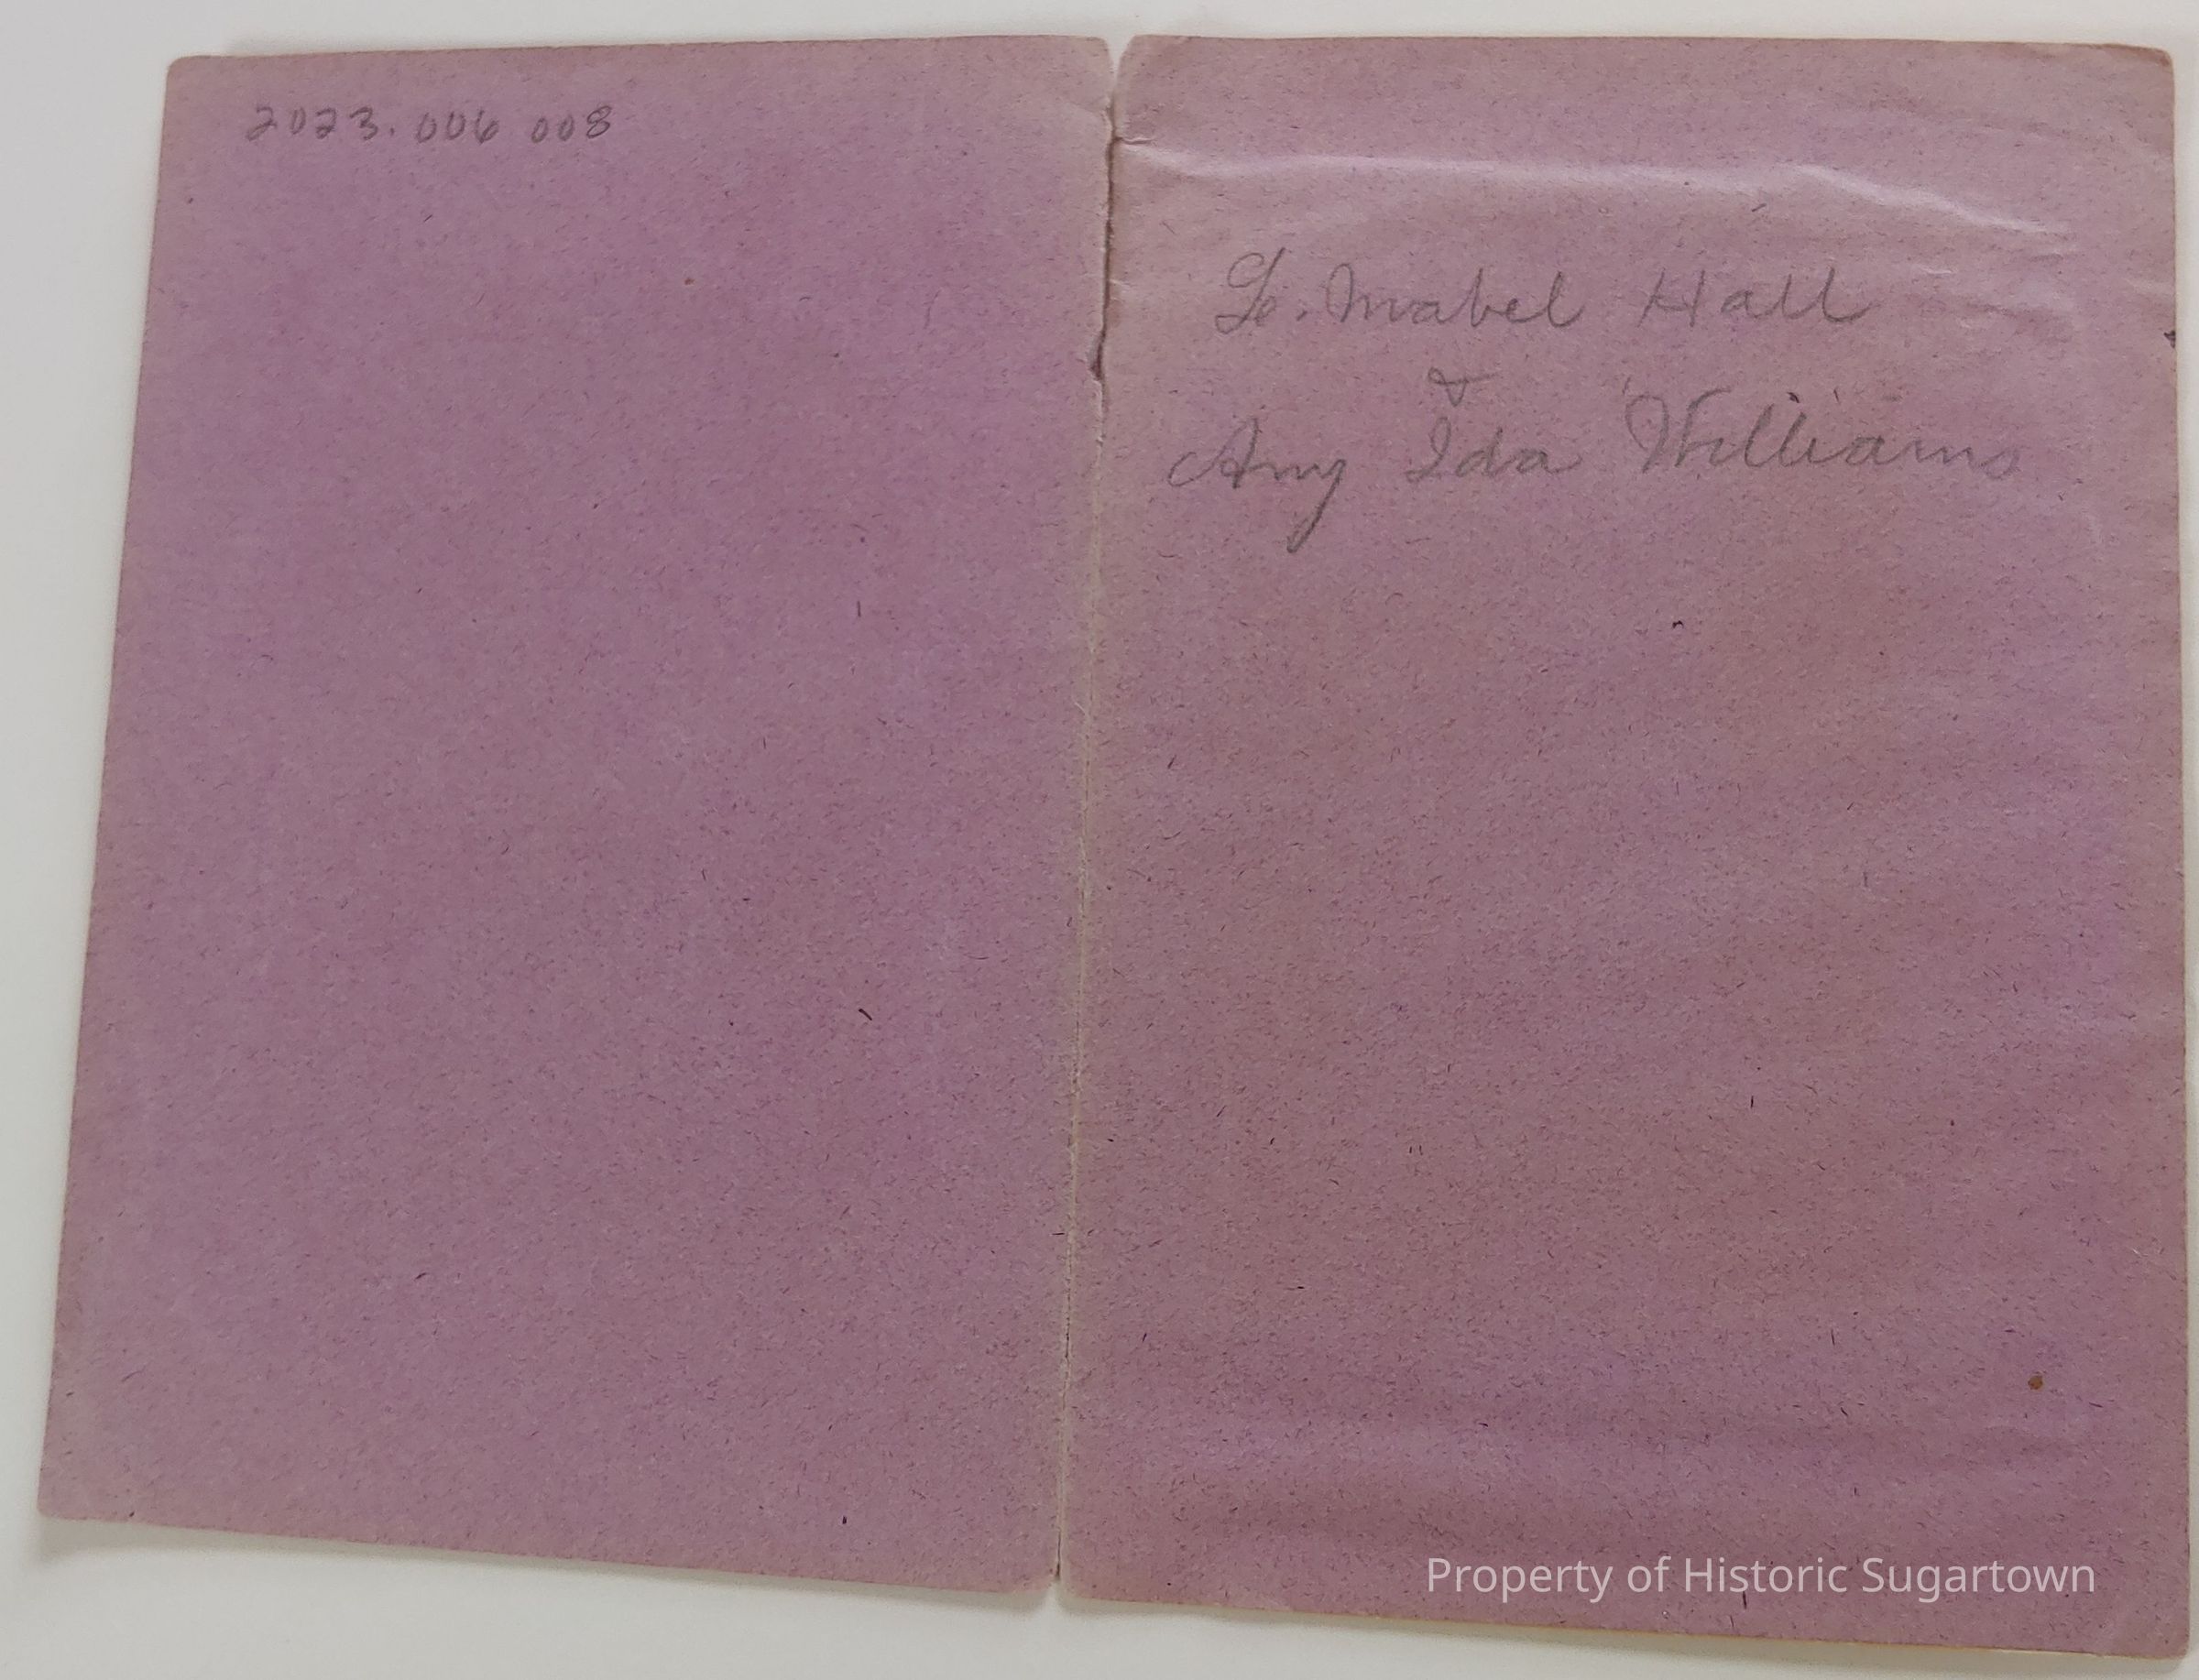 2023.006 008
L. Mabel Hall
&
Amy Ida Williams
Property of Historic Sugartown